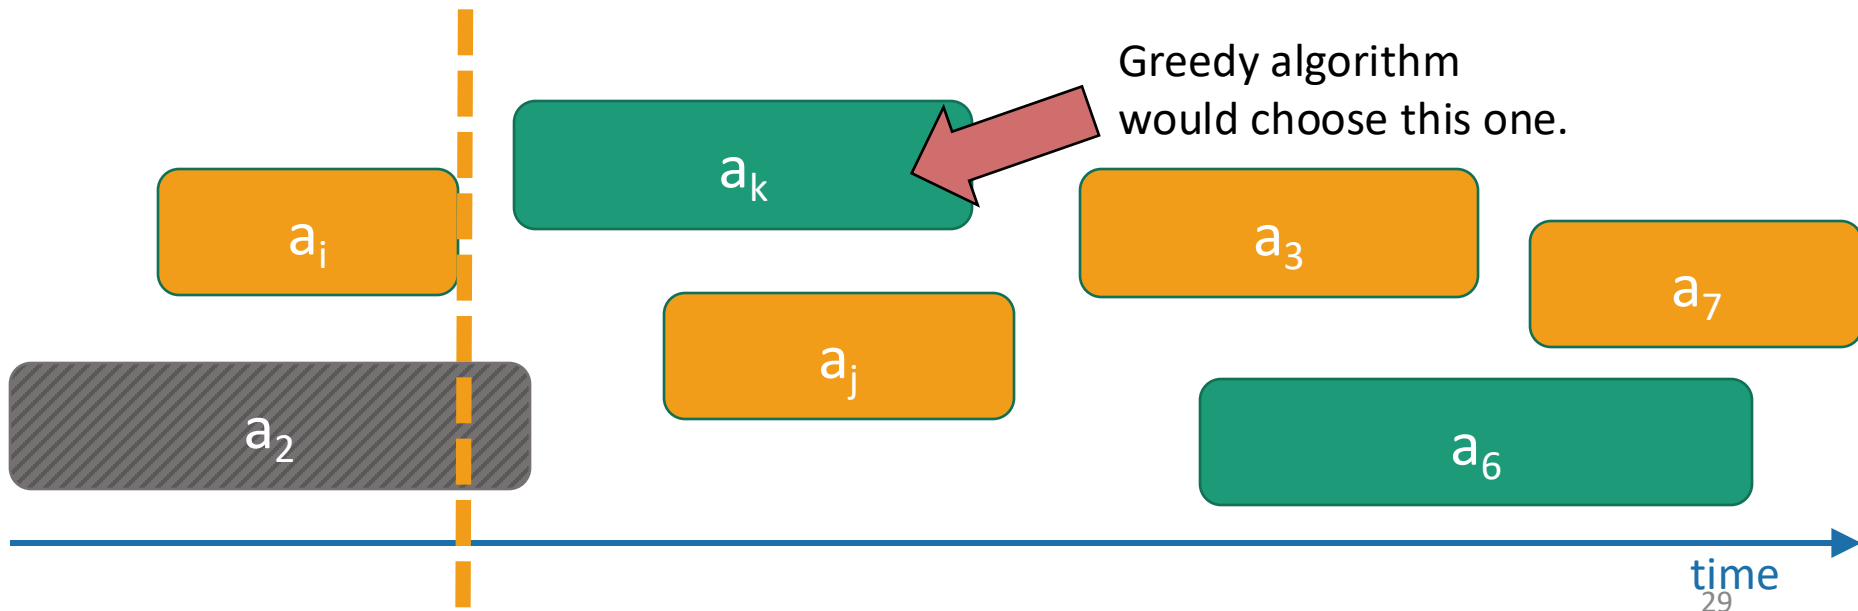 Greedy algorithm
would choose this one.
aₖ
aᵢ
a₃
a₇
aⱼ
a₂
a₆
time
29